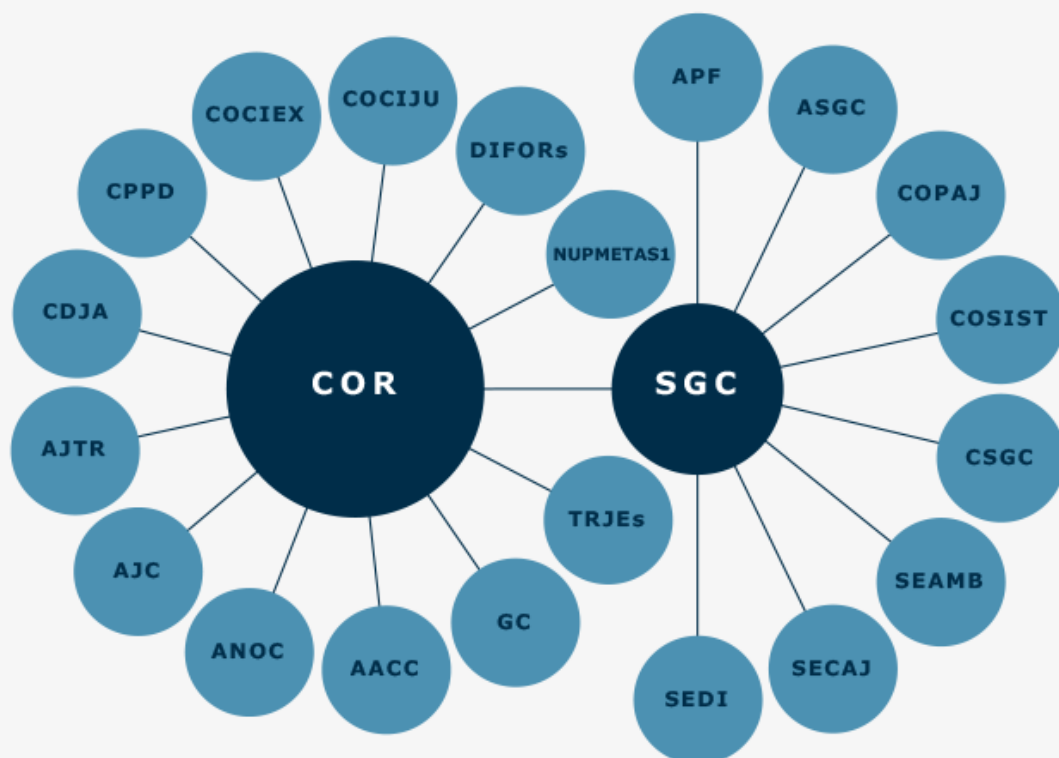 APF
COCIJU
ASGC
COCIEX
DIFORs
CPPD
COPAJ
NUPMETAS1
CDJA
COSIST
COR
SGC
AJTR
CSGC
TRJEs
AJC
SEAMB
GC
ANOC
AACC
SECAJ
SEDI